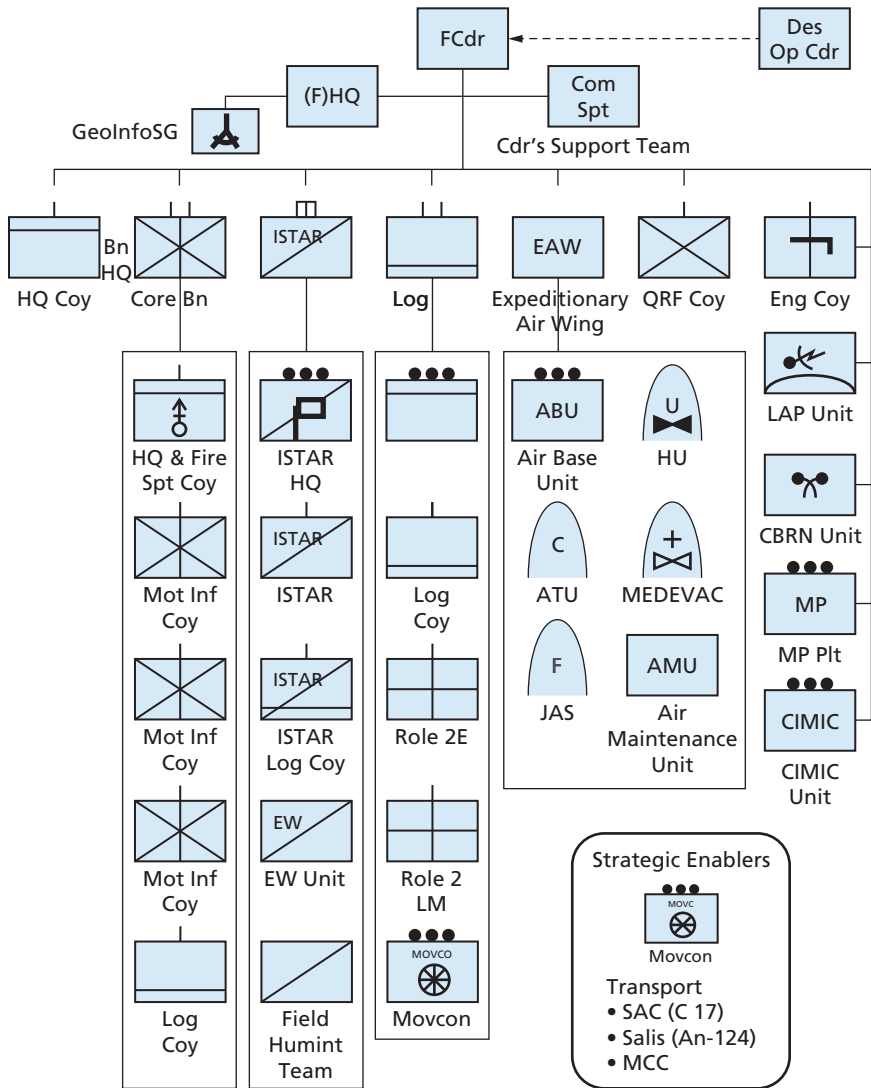 FCdr
Des
Op Cdr
(F)HQ
Com
Spt
GeoInfoSG
Cdr's Support Team
Bn
HQ
ISTAR
EAW
HQ Coy
Core Bn
Log
Expeditionary
Air Wing
QRF Coy
Eng Coy
HQ & Fire
Spt Coy
Mot Inf
Coy
Mot Inf
Coy
Mot Inf
Coy
Log
Coy
ISTAR
HQ
ISTAR
ISTAR
ISTAR
ISTAR
Log Coy
EW
EW Unit
Field
Humint
Team
Log
Coy
Role 2E
Role 2
LM
MOVCO
Movcon
ABU
Air Base
Unit
U
HU
C
ATU
MEDEVAC
F
JAS
AMU
Air
Maintenance
Unit
LAP Unit
CBRN Unit
MP
MP Plt
CIMIC
CIMIC
Unit
Strategic Enablers
MOVC
Movcon
Transport
• SAC (C 17)
• Salis (An-124)
• MCC